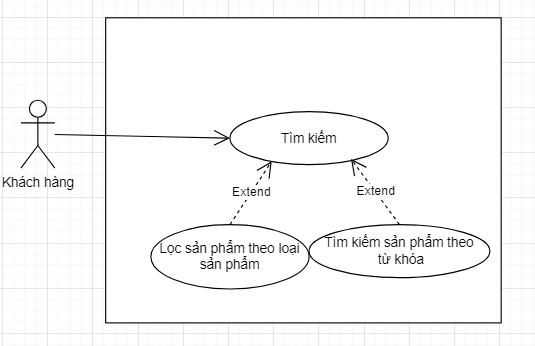 Tìm kiếm
Khách hàng
Extend
Extend
Lọc sản phẩm theo loại
sản phẩm
Tìm kiếm sản phẩm theo
từ khóa